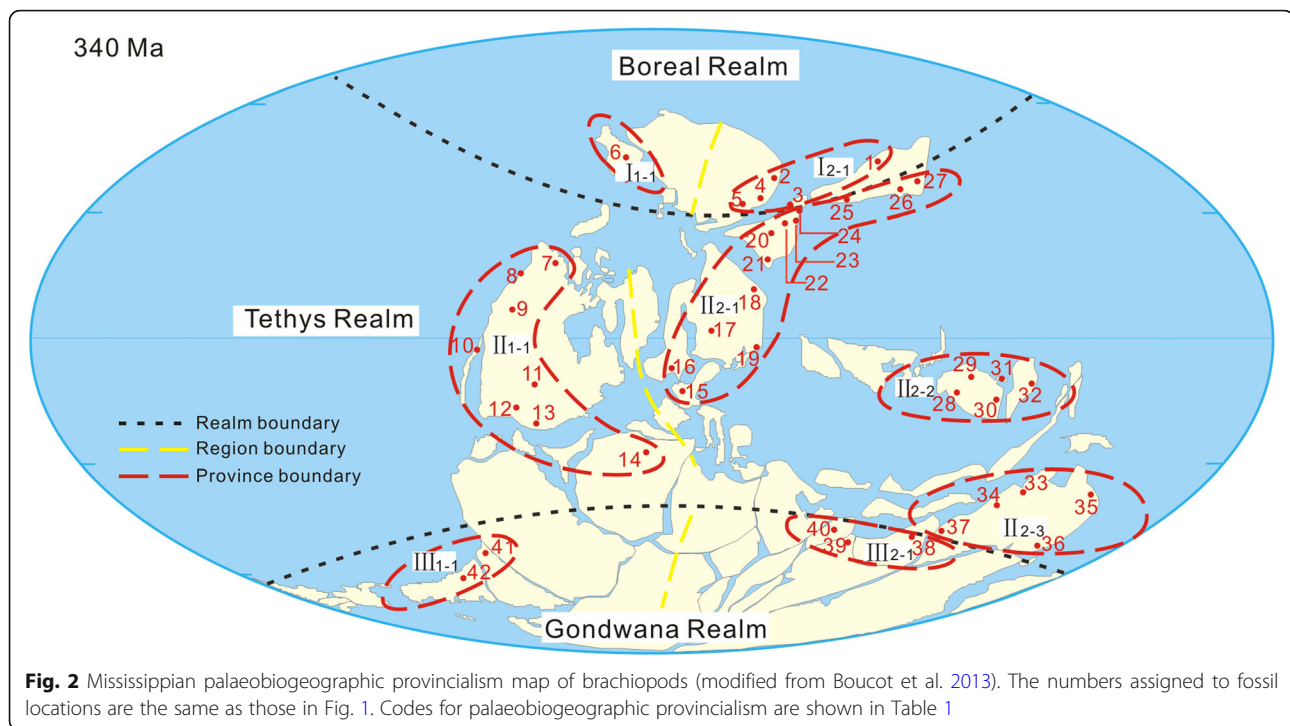 340 Ma
Boreal Realm
6
I1-1
2
4
5
I2-1
1
3
25
26
27
24
23
22
20
21
7
8
9
Tethys Realm
II1-1
10
11
12
13
14
II2-1
18
17
19
16
15
29
31
II2-2
28
30
32
Realm boundary
Region boundary
Province boundary
34
33
35
37
II2-3
36
40
39
III2-1
38
III1-1
41
42
Gondwana Realm
Fig. 2 Mississippian palaeobiogeographic provincialism map of brachiopods (modified from Boucot et al. 2013). The numbers assigned to fossil
locations are the same as those in Fig. 1. Codes for palaeobiogeographic provincialism are shown in Table 1